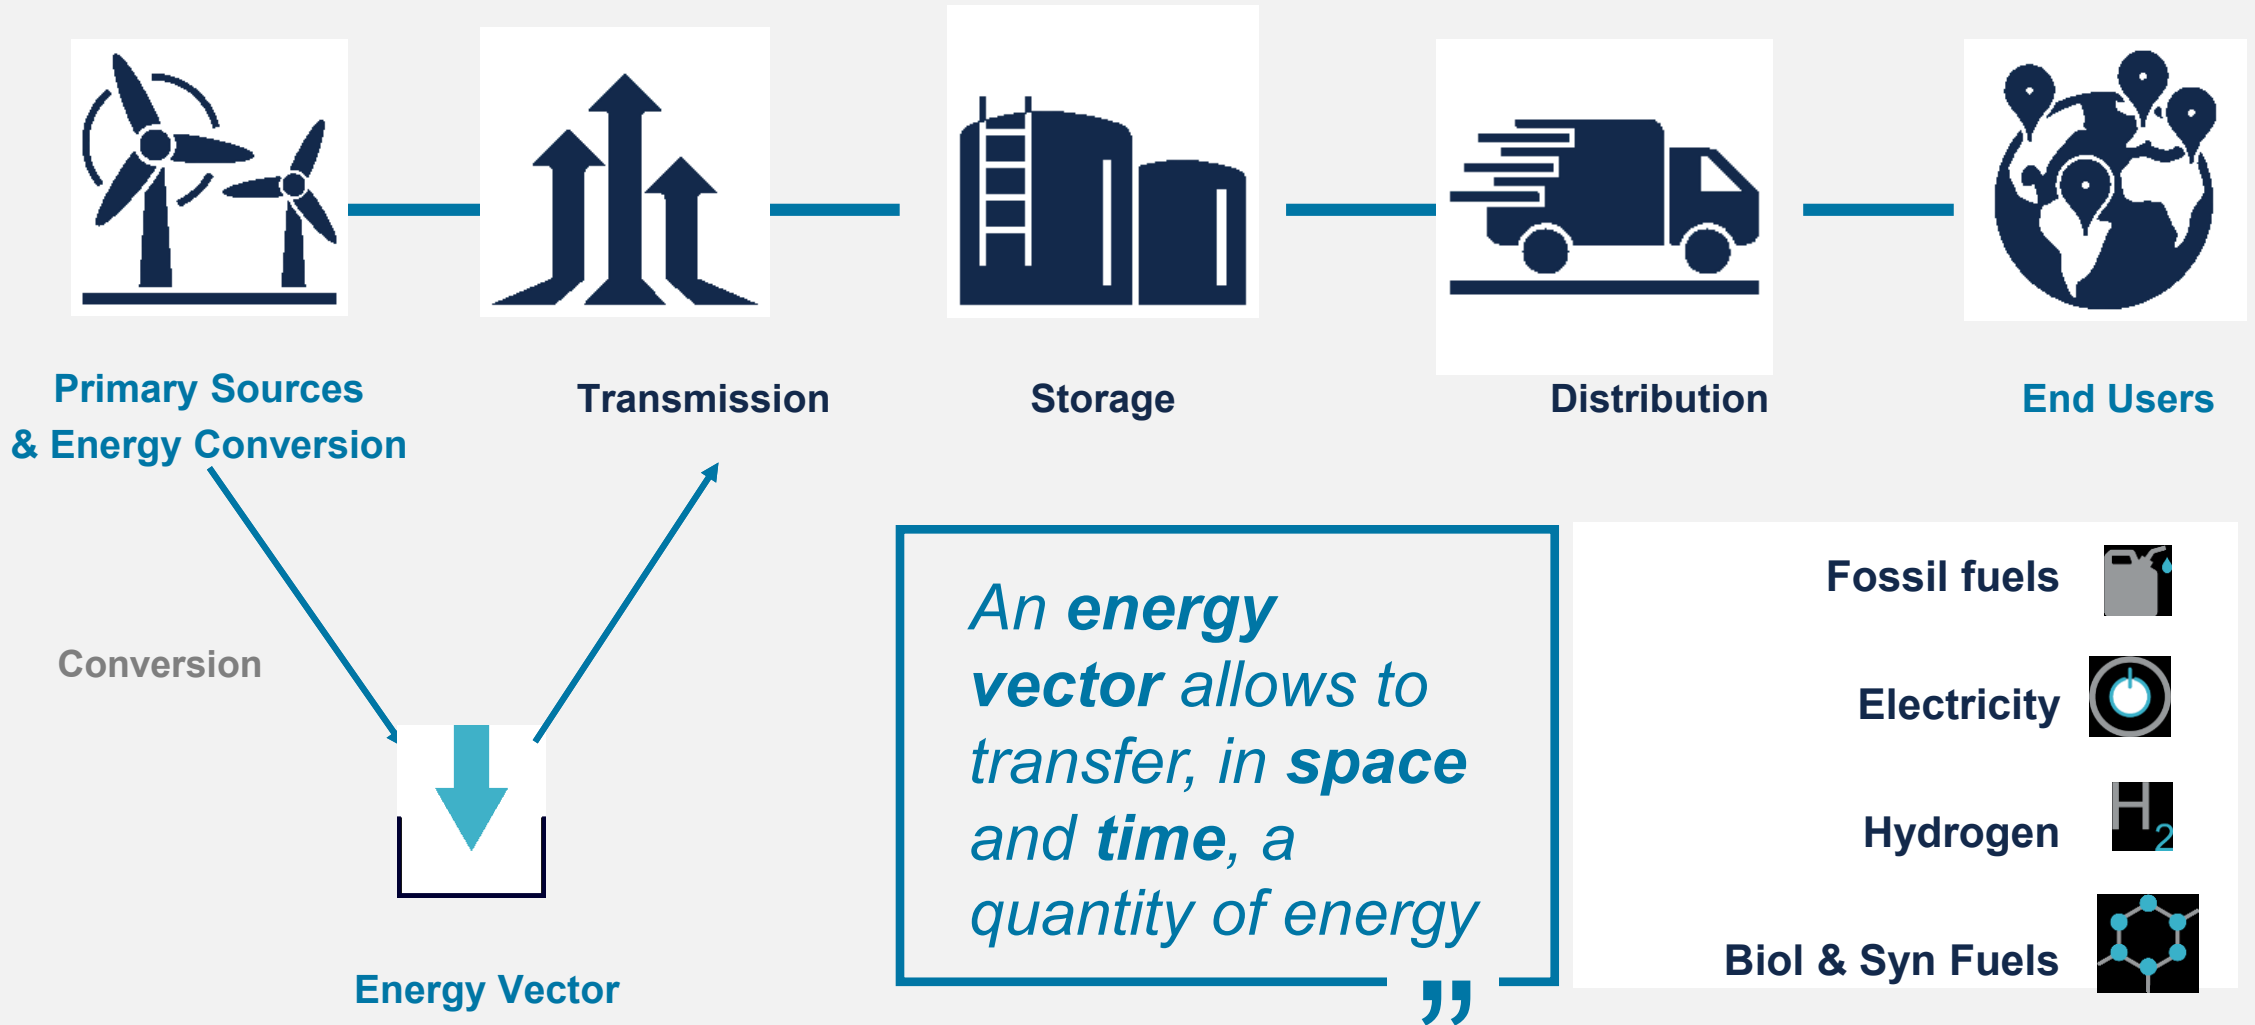 Primary Sources
& Energy Conversion
Transmission
Storage
Distribution
End Users
Conversion
Energy Vector
An energy
vector allows to
transfer, in space
and time, a
quantity of energy
”
Fossil fuels
Electricity
Hydrogen
H2
Biol & Syn Fuels